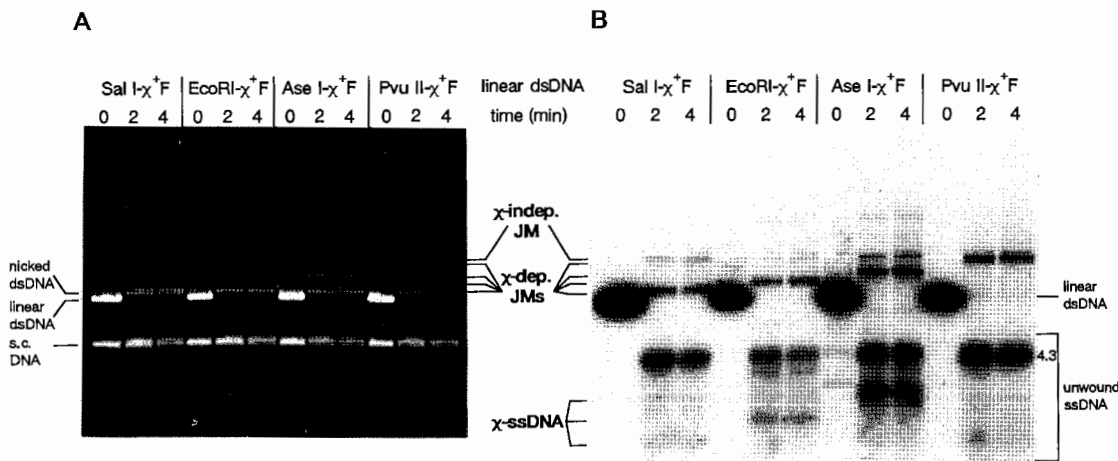 A
B
Sal I-χ⁺F EcoRI-χ⁺F Ase I-χ⁺F Pvu II-χ⁺F
linear dsDNA
Sal I-χ⁺F EcoRI-χ⁺F Ase I-χ⁺F Pvu II-χ⁺F
0 2 4 0 2 4 0 2 4 0 2 4
time (min)
0 2 4 0 2 4 0 2 4 0 2 4
nicked
dsDNA
linear
dsDNA
s.c.
DNA
χ-indep.
JM
χ-dep.
JMs
χ-ssDNA
linear
dsDNA
4.3
unwound
ssDNA